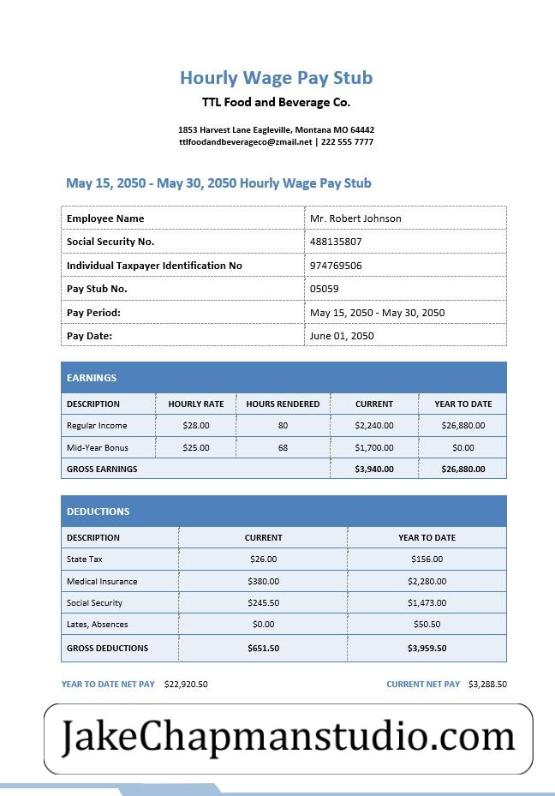 Hourly Wage Pay Stub
TTL Food and Beverage Co.
1853 Harvest Lane Eagleville, Montana MO 64442
ttlfoodandbeverageco@zmail.net | 222 555 7777
May 15, 2050 - May 30, 2050 Hourly Wage Pay Stub
Employee Name Mr. Robert Johnson
Social Security No. 488135807
Individual Taxpayer Identification No 974769506
Pay Stub No. 05059
Pay Period: May 15, 2050 - May 30, 2050
Pay Date: June 01, 2050
EARNINGS
DESCRIPTION HOURLY RATE HOURS RENDERED CURRENT YEAR TO DATE
Regular Income $28.00 80 $2,240.00 $26,880.00
Mid-Year Bonus $25.00 68 $1,700.00 $0.00
GROSS EARNINGS $3,940.00 $26,880.00
DEDUCTIONS
DESCRIPTION CURRENT YEAR TO DATE
State Tax $26.00 $156.00
Medical Insurance $380.00 $2,280.00
Social Security $245.50 $1,473.00
Lates, Absences $0.00 $50.50
GROSS DEDUCTIONS $651.50 $3,959.50
YEAR TO DATE NET PAY $22,920.50 CURRENT NET PAY $3,288.50
JakeChapmanstudio.com